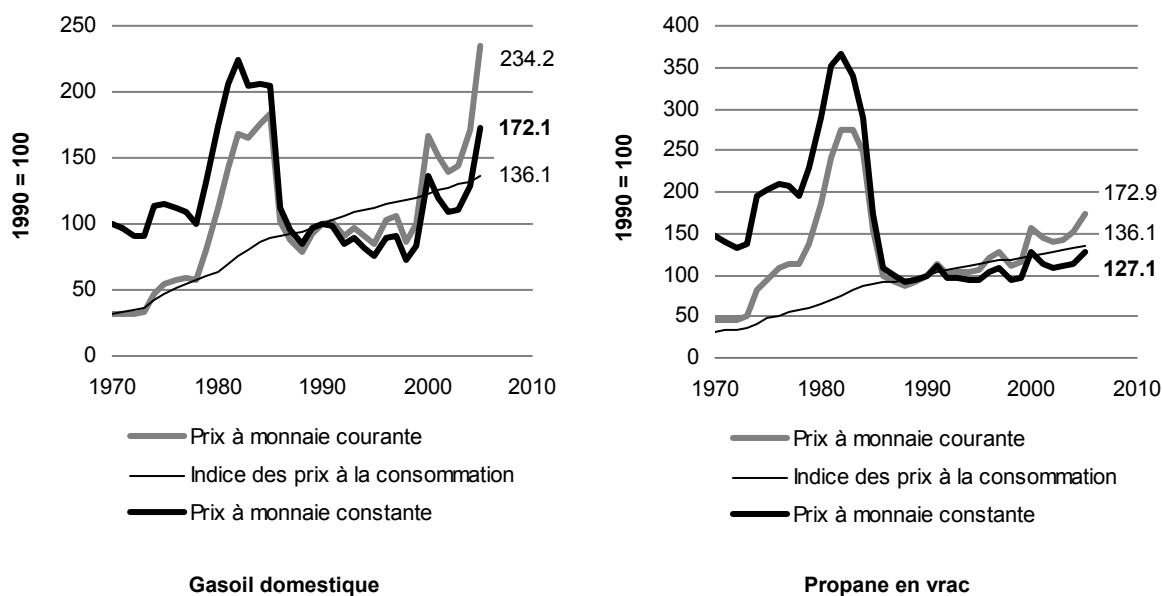 1990 = 100
250
200
150
100
50
0
1970 1980 1990 2000 2010
234.2
172.1
136.1
Prix à monnaie courante
Indice des prix à la consommation
Prix à monnaie constante
Gasoil domestique
1990 = 100
400
350
300
250
200
150
100
50
0
1970 1980 1990 2000 2010
172.9
136.1
127.1
Prix à monnaie courante
Indice des prix à la consommation
Prix à monnaie constante
Propane en vrac